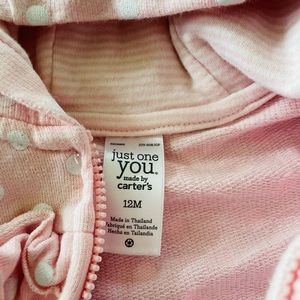 just one
you.
made by
carter's
12M
Made in Thailand
Fabriqué en Thaïlande
Hecho en Tailandia